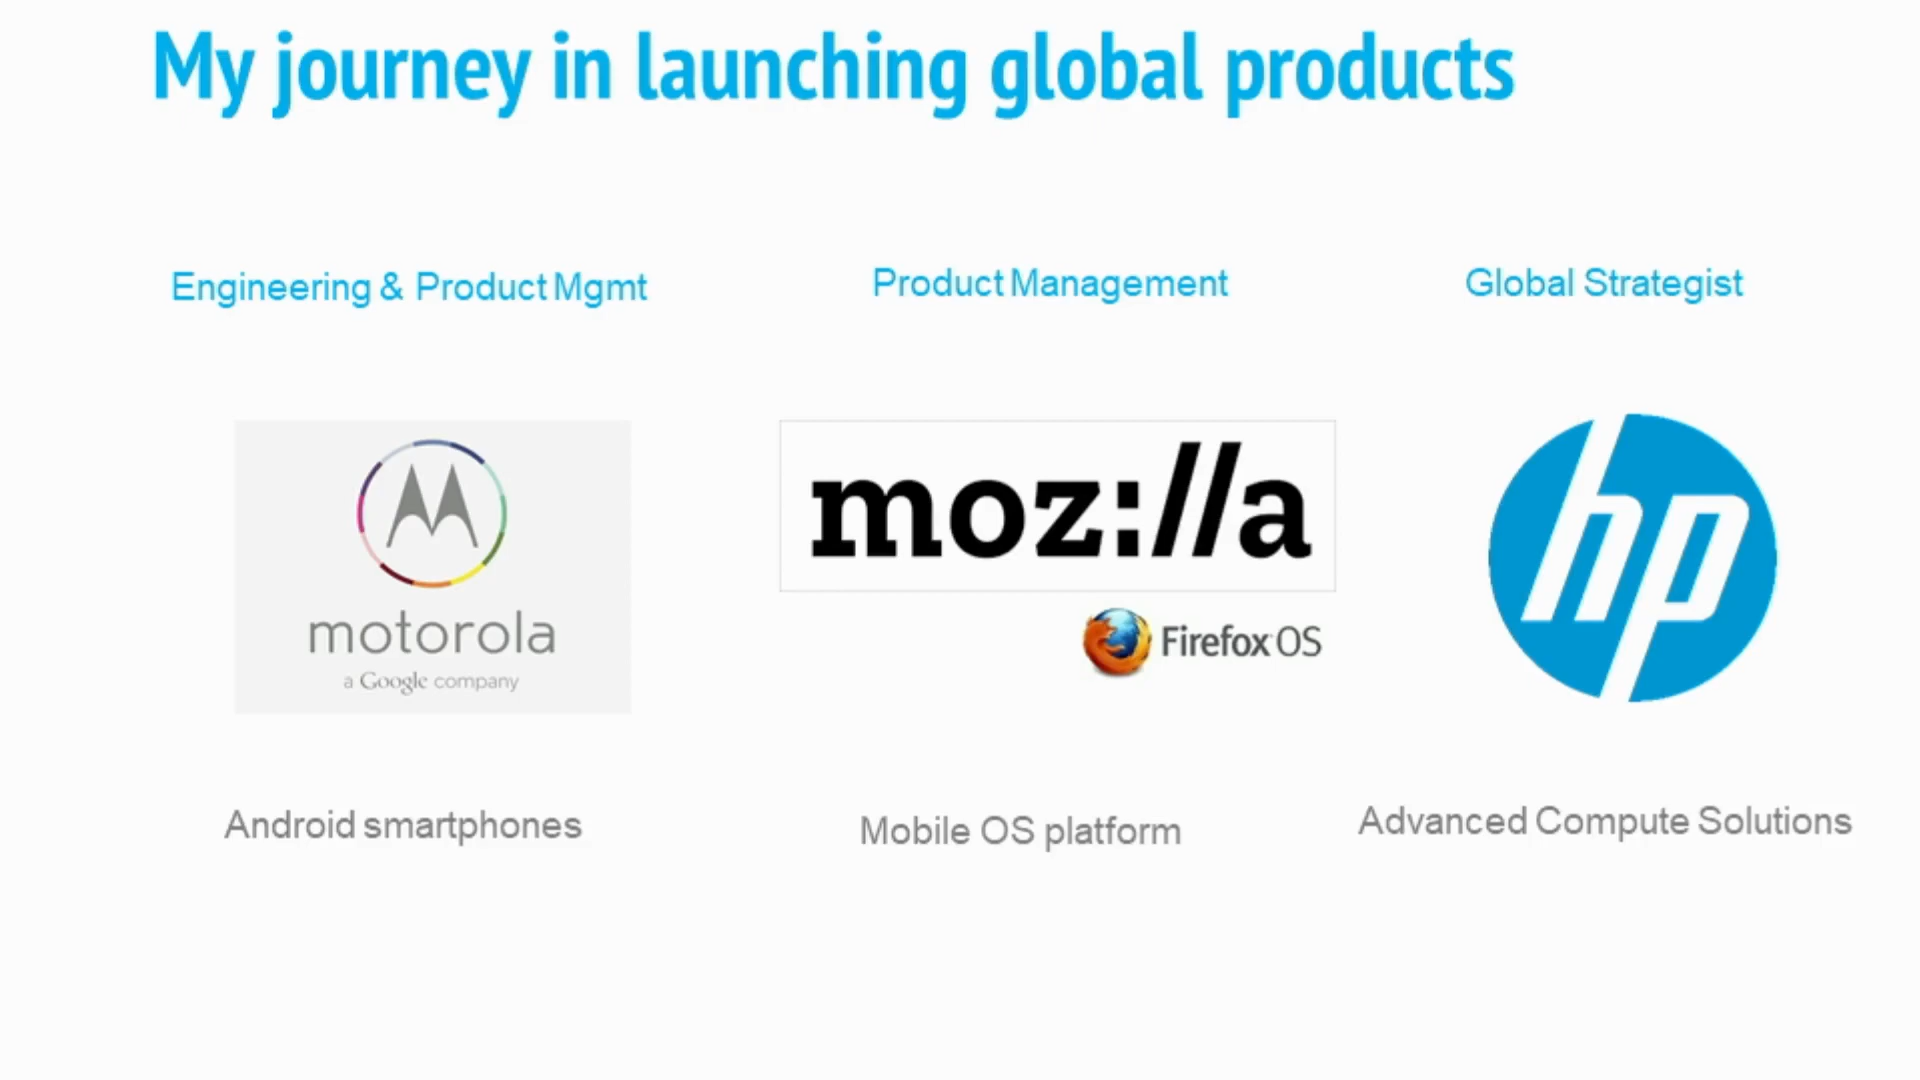 My journey in launching global products
Engineering & Product Mgmt
Product Management
Global Strategist
motorola
a Google company
moz://a
Firefox OS
hp
Android smartphones
Mobile OS platform
Advanced Compute Solutions